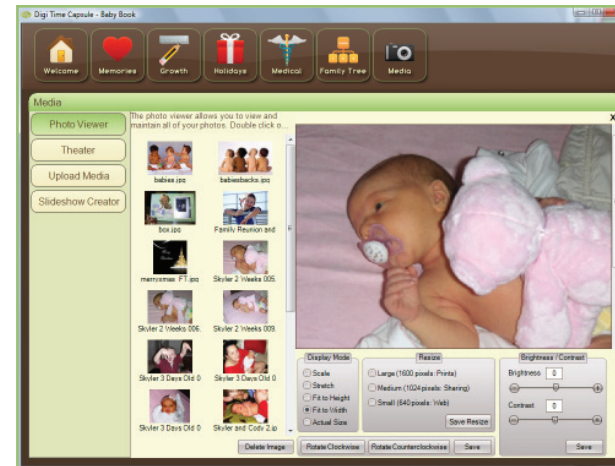 Digi Time Capsule - Baby Book
Welcome
Memories
Growth
Holidays
Medical
Family Tree
Media
Media
Photo Viewer
Theater
Upload Media
Slideshow Creator
The photo viewer allows you to view and
maintain all of your photos. Double click o...
X
babies.jpg
babiesbacks.jpg
box.jpg
Family Reunion and
merryxmas_FT.jpg
Skyler 2 Weeks 005.
Skyler 2 Weeks 006.
Skyler 2 Weeks 009.
Skyler 3 Days Old 0
Skyler 3 Days Old 0
Skyler 3 Days Old 0
Skyler and Cody 2.jp
Delete Image
Display Mode
Scale
Stretch
Fit to Height
Fit to Width
Actual Size
Resize
Large (1600 pixels: Prints)
Medium (1024 pixels: Sharing)
Small (640 pixels: Web)
Save Resize
Rotate Clockwise
Rotate Counterclockwise
Save
Brightness / Contrast
Brightness 0
Contrast 0
Save